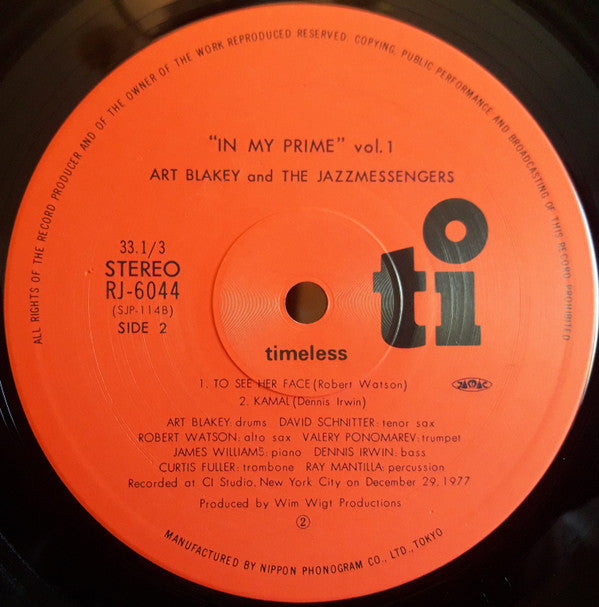 ALL RIGHTS OF THE RECORD PRODUCER AND OF THE OWNER OF THE WORK REPRODUCED RESERVED. COPYING, PUBLIC PERFORMANCE AND BROADCASTING OF THIS RECORD PROHIBITED
"IN MY PRIME" vol.1
ART BLAKEY and THE JAZZMESSENGERS
33.1/3
STEREO
RJ-6044
(SJP-114B)
SIDE 2
ti
timeless
1. TO SEE HER FACE (Robert Watson)
2. KAMAL (Dennis Irwin)
ART BLAKEY: drums DAVID SCHNITTER: tenor sax
ROBERT WATSON: alto sax VALERY PONOMAREV: trumpet
JAMES WILLIAMS: piano DENNIS IRWIN: bass
CURTIS FULLER: trombone RAY MANTILLA: percussion
Recorded at CI Studio, New York City on December 29, 1977
Produced by Wim Wigt Productions
②
MANUFACTURED BY NIPPON PHONOGRAM CO., LTD., TOKYO